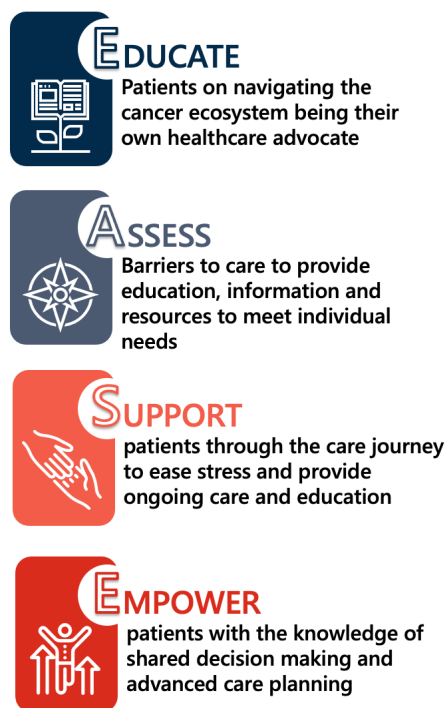 EDUCATE
Patients on navigating the
cancer ecosystem being their
own healthcare advocate
ASSESS
Barriers to care to provide
education, information and
resources to meet individual
needs
SUPPORT
patients through the care journey
to ease stress and provide
ongoing care and education
EMPOWER
patients with the knowledge of
shared decision making and
advanced care planning